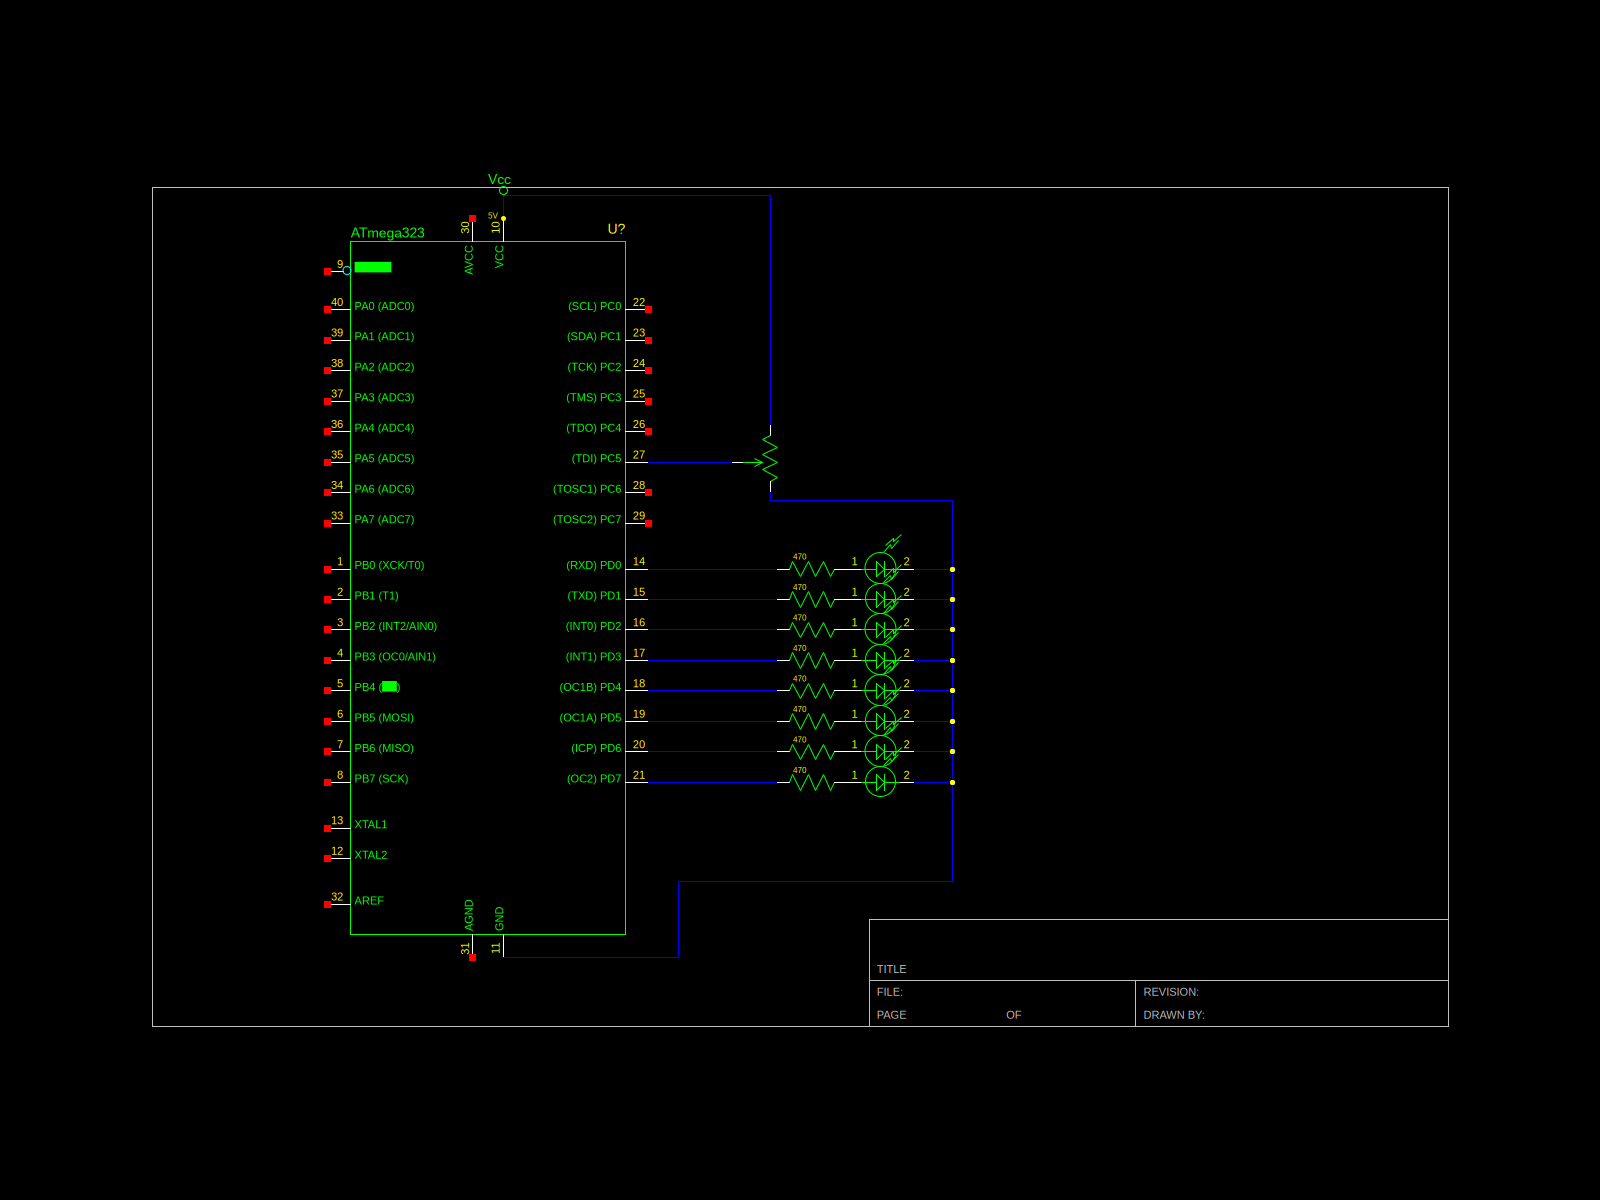 Vcc
5V
ATmega323
U?
30
10
AVCC
VCC
9
40 PA0 (ADC0) (SCL) PC0 22
39 PA1 (ADC1) (SDA) PC1 23
38 PA2 (ADC2) (TCK) PC2 24
37 PA3 (ADC3) (TMS) PC3 25
36 PA4 (ADC4) (TDO) PC4 26
35 PA5 (ADC5) (TDI) PC5 27
34 PA6 (ADC6) (TOSC1) PC6 28
33 PA7 (ADC7) (TOSC2) PC7 29
1 PB0 (XCK/T0) (RXD) PD0 14 470 1 2
2 PB1 (T1) (TXD) PD1 15 470 1 2
3 PB2 (INT2/AIN0) (INT0) PD2 16 470 1 2
4 PB3 (OC0/AIN1) (INT1) PD3 17 470 1 2
5 PB4 ( ) (OC1B) PD4 18 470 1 2
6 PB5 (MOSI) (OC1A) PD5 19 470 1 2
7 PB6 (MISO) (ICP) PD6 20 470 1 2
8 PB7 (SCK) (OC2) PD7 21 470 1 2
13 XTAL1
12 XTAL2
32 AREF
AGND
GND
31
11
TITLE
FILE:
REVISION:
PAGE OF
DRAWN BY: